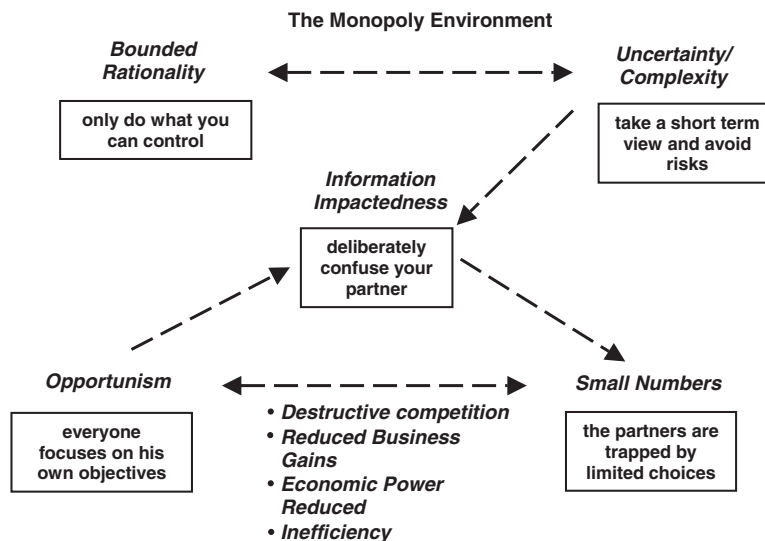 The Monopoly Environment
Bounded
Rationality
Uncertainty/
Complexity
only do what you
can control
take a short term
view and avoid
risks
Information
Impactedness
deliberately
confuse your
partner
Opportunism
Small Numbers
everyone
focuses on his
own objectives
• Destructive competition
• Reduced Business
Gains
• Economic Power
Reduced
• Inefficiency
the partners are
trapped by
limited choices